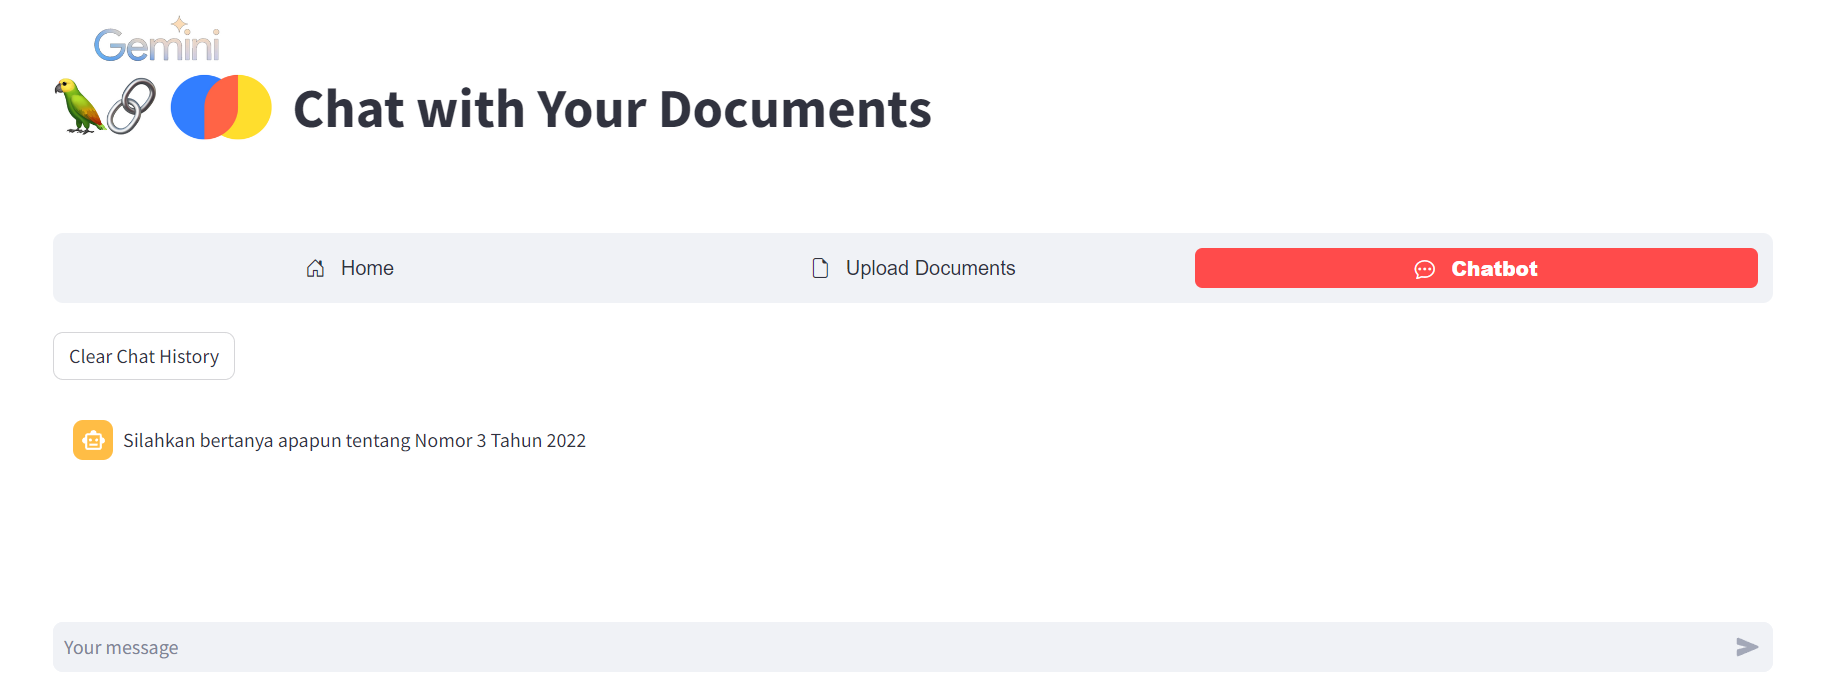 Gemini
Chat with Your Documents
Home
Upload Documents
Chatbot
Clear Chat History
Silahkan bertanya apapun tentang Nomor 3 Tahun 2022
Your message